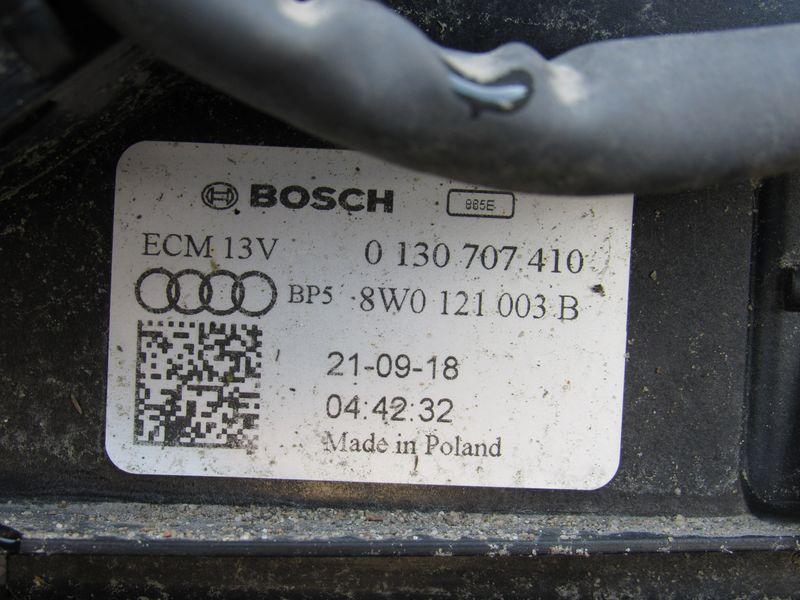 BOSCH 865E
ECM 13V 0 130 707 410
BP5 8W0 121 003 B
21-09-18
04:42:32
Made in Poland